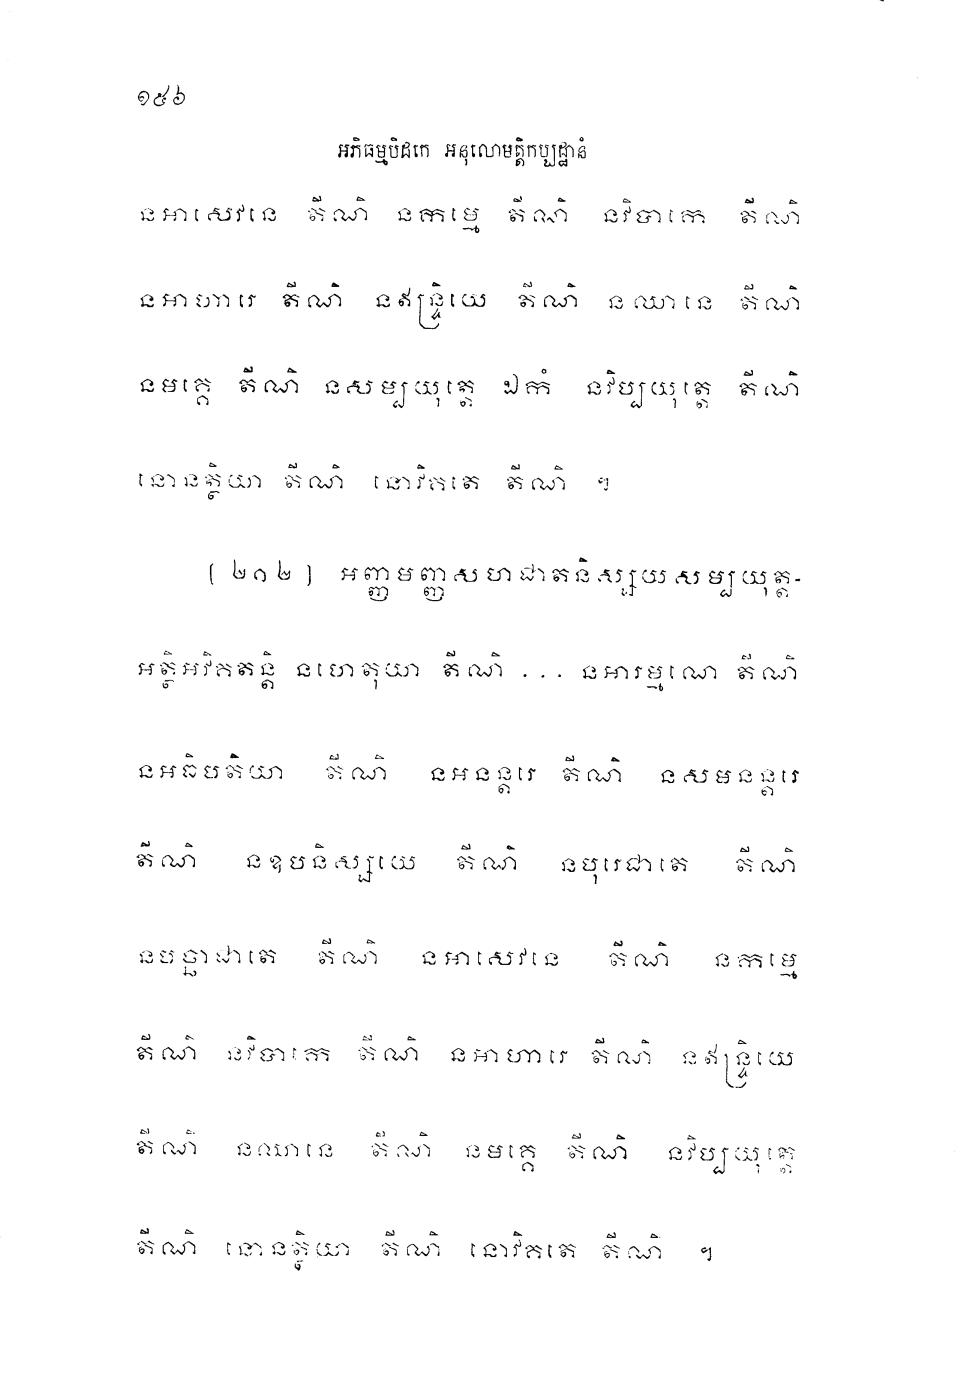 ១៥៦
អភិធម្មបិដកេ អនុលោមត្តិកប្បដ្ឋានំ
នអាសេវនេ តីណិ នកម្មេ តីណិ នវិបាកេ តីណិ
នអាហារេ តីណិ នឥន្ទ្រិយេ តីណិ នឈានេ តីណិ
នមគ្គេ តីណិ នសម្បយុត្តេ ឯកំ នវិប្បយុត្តេ តីណិ
នោនត្ថិយា តីណិ នោវិគតេ តីណិ ។
[ ២០២ ] អញ្ញមញ្ញសហជាតនិស្សយសម្បយុត្ត-
អត្ថិអវិគតន្តិ នហេតុយា តីណិ ... នអារម្មណេ តីណិ
នអធិបតិយា តីណិ នអនន្តរេ តីណិ នសមនន្តរេ
តីណិ នឧបនិស្សយេ តីណិ នបុរេជាតេ តីណិ
នបច្ឆាជាតេ តីណិ នអាសេវនេ តីណិ នកម្មេ
តីណិ នវិបាកេ តីណិ នអាហារេ តីណិ នឥន្ទ្រិយេ
តីណិ នឈានេ តីណិ នមគ្គេ តីណិ នវិប្បយុត្តេ
តីណិ នោនត្ថិយា តីណិ នោវិគតេ តីណិ ។